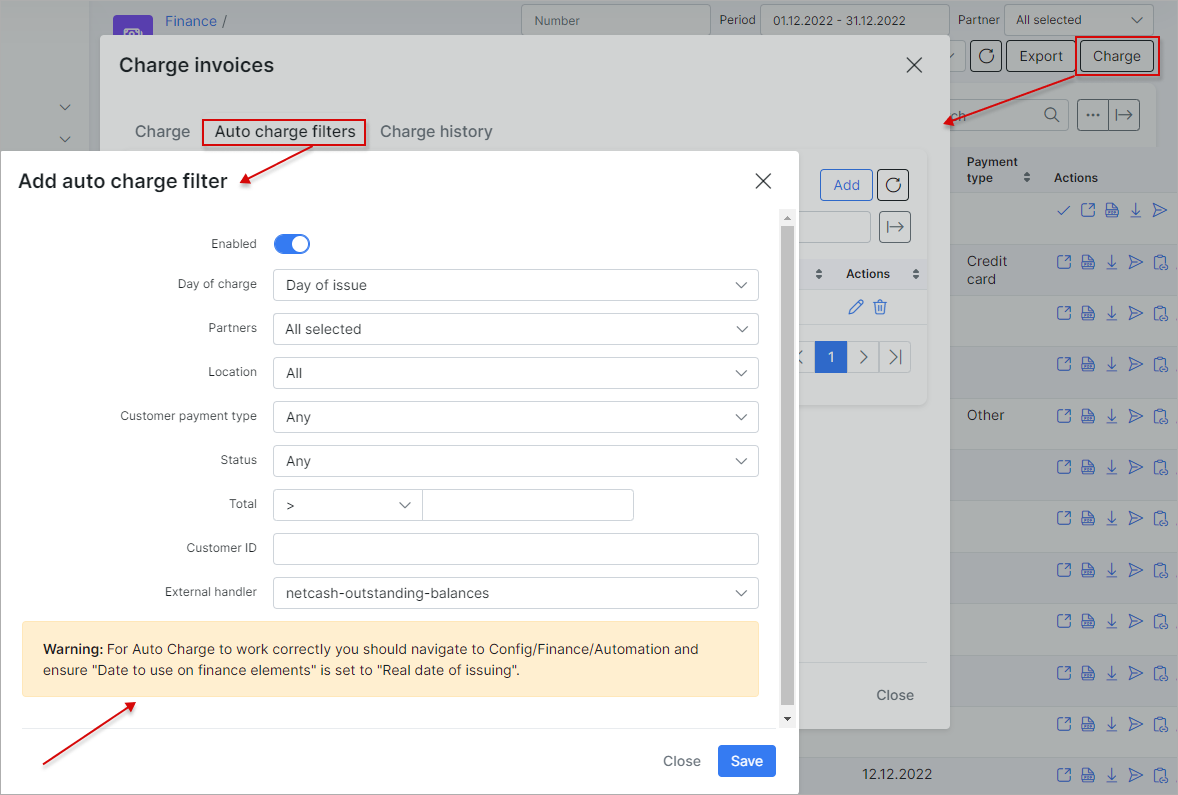 Finance /
Number
Period
01.12.2022 - 31.12.2022
Partner
All selected
Export
Charge
Charge invoices
Charge
Auto charge filters
Charge history
ch
Add auto charge filter
Add
Payment
type
Actions
Actions
Credit
card
1
Other
Enabled
Day of charge
Day of issue
Partners
All selected
Location
All
Customer payment type
Any
Status
Any
Total
>
Customer ID
External handler
netcash-outstanding-balances
Warning: For Auto Charge to work correctly you should navigate to Config/Finance/Automation and
ensure "Date to use on finance elements" is set to "Real date of issuing".
Close
Close
Save
12.12.2022